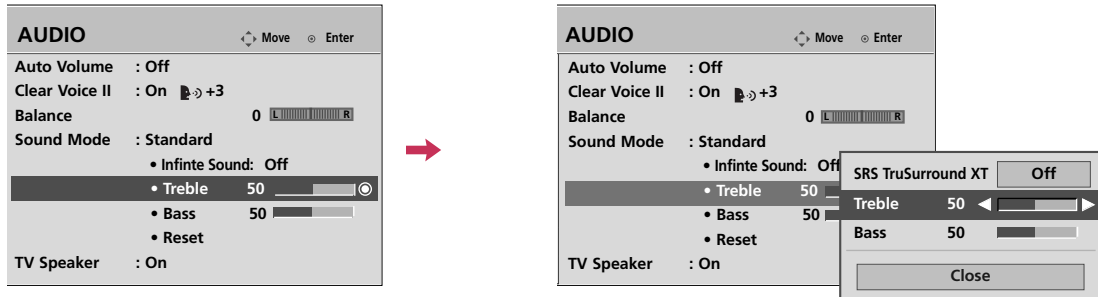 AUDIO Move Enter
Auto Volume : Off
Clear Voice II : On +3
Balance 0 L R
Sound Mode : Standard
• Infinte Sound: Off
• Treble 50
• Bass 50
• Reset
TV Speaker : On
AUDIO Move Enter
Auto Volume : Off
Clear Voice II : On +3
Balance 0 L R
Sound Mode : Standard
• Infinte Sound: Off
• Treble 50
• Bass 50
• Reset
TV Speaker : On
SRS TruSurround XT Off
Treble 50
Bass 50
Close